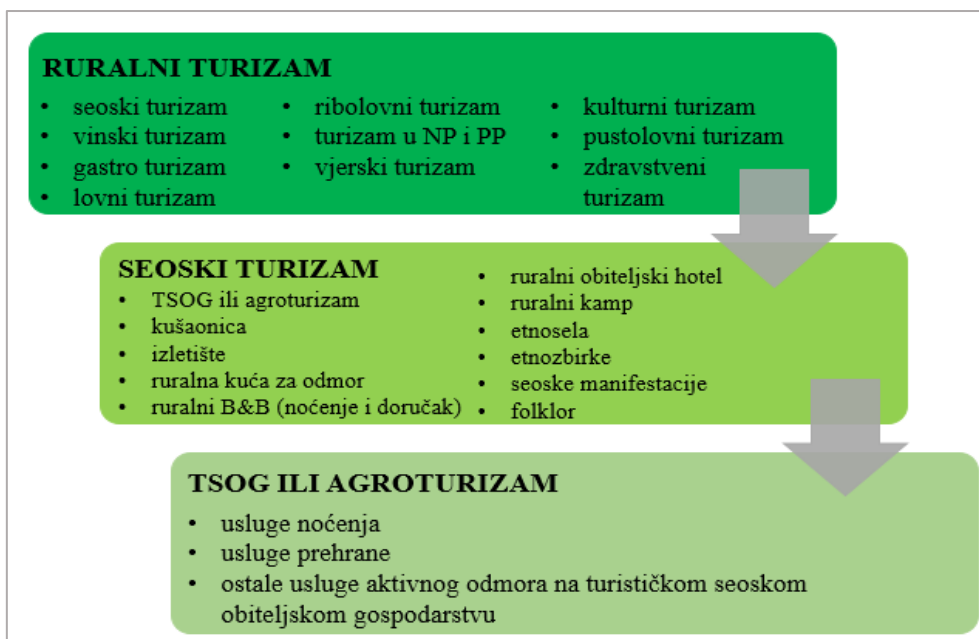 RURALNI TURIZAM
• seoski turizam
• vinski turizam
• gastro turizam
• lovni turizam
• ribolovni turizam
• turizam u NP i PP
• vjerski turizam
• kulturni turizam
• pustolovni turizam
• zdravstveni
turizam
SEOSKI TURIZAM
• TSOG ili agroturizam
• kušaonica
• izletište
• ruralna kuća za odmor
• ruralni B&B (noćenje i doručak)
• ruralni obiteljski hotel
• ruralni kamp
• etnosela
• etnozbirke
• seoske manifestacije
• folklor
TSOG ILI AGROTURIZAM
• usluge noćenja
• usluge prehrane
• ostale usluge aktivnog odmora na turističkom seoskom
obiteljskom gospodarstvu